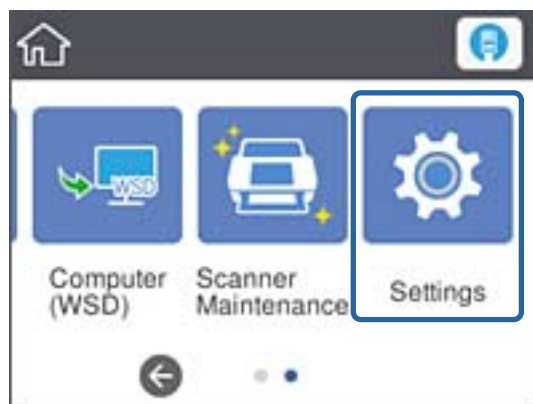 WSD
Computer
(WSD)
Scanner
Maintenance
Settings